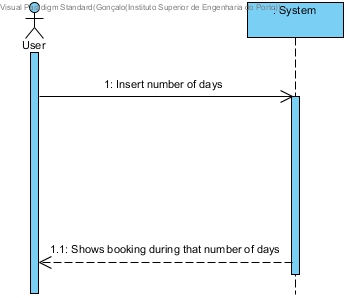 Visual Paradigm Standard(Gonçalo(Instituto Superior de Engenharia do Porto))
: System
User
1: Insert number of days
1.1: Shows booking during that number of days